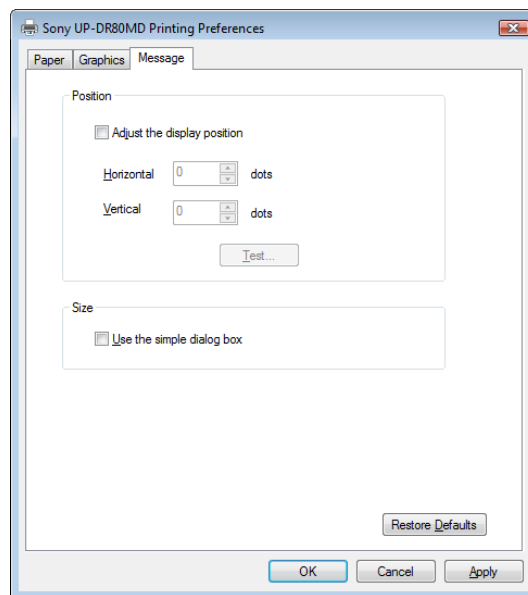 Sony UP-DR80MD Printing Preferences
Paper Graphics Message
Position
Adjust the display position
Horizontal 0 dots
Vertical 0 dots
Test...
Size
Use the simple dialog box
Restore Defaults
OK Cancel Apply